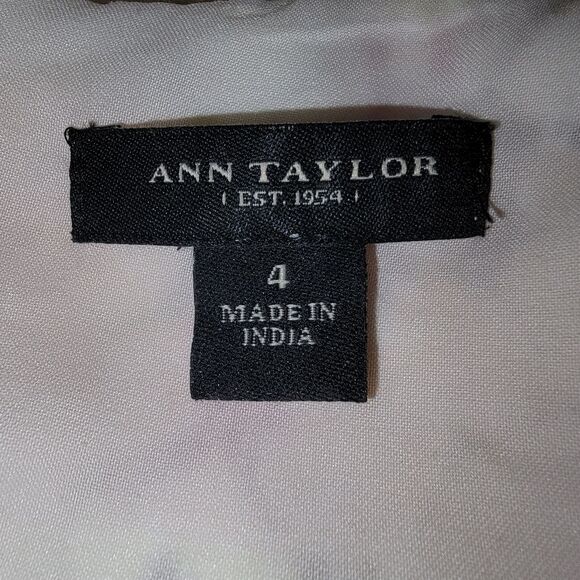 ANN TAYLOR
EST. 1954
4
MADE IN
INDIA